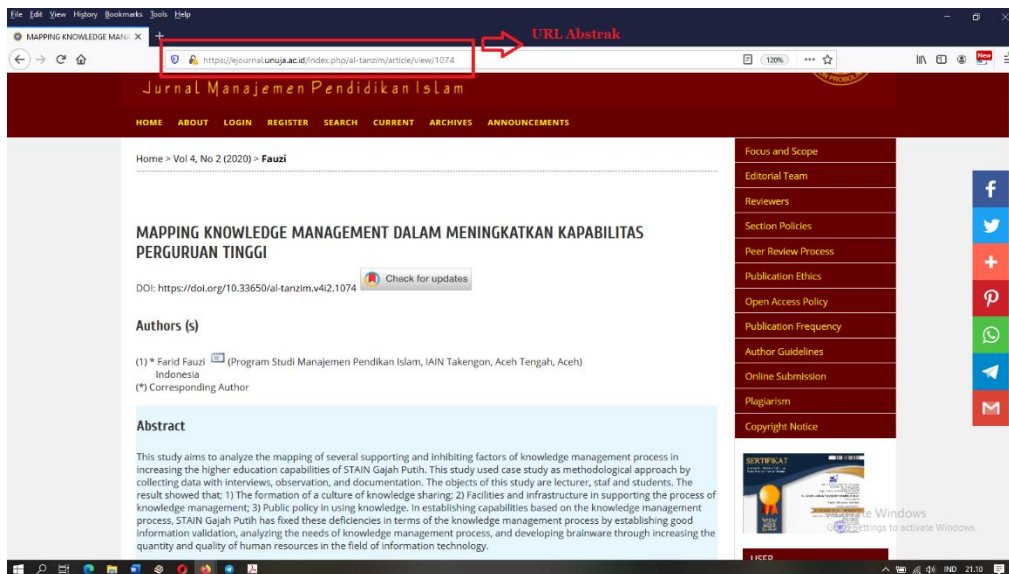 File Edit View History Bookmarks Tools Help
MAPPING KNOWLEDGE MANA
URL Abstrak
https://ejournal.unuja.ac.id/index.php/al-tanzim/article/view/1074
120%
New
Jurnal Manajemen Pendidikan Islam
HOME ABOUT LOGIN REGISTER SEARCH CURRENT ARCHIVES ANNOUNCEMENTS
Home > Vol 4, No 2 (2020) > Fauzi
MAPPING KNOWLEDGE MANAGEMENT DALAM MENINGKATKAN KAPABILITAS
PERGURUAN TINGGI
DOI: https://doi.org/10.33650/al-tanzim.v4i2.1074
Check for updates
Authors (s)
(1) * Farid Fauzi (Program Studi Manajemen Pendikan Islam, IAIN Takengon, Aceh Tengah, Aceh)
Indonesia
(*) Corresponding Author
Abstract
This study aims to analyze the mapping of several supporting and inhibiting factors of knowledge management process in
increasing the higher education capabilities of STAIN Gajah Putih. This study used case study as methodological approach by
collecting data with interviews, observation, and documentation. The objects of this study are lecturer, staf and students. The
result showed that; 1) The formation of a culture of knowledge sharing; 2) Facilities and infrastructure in supporting the process of
knowledge management; 3) Public policy in using knowledge. In establishing capabilities based on the knowledge management
process, STAIN Gajah Putih has fixed these deficiencies in terms of the knowledge management process by establishing good
information validation, analyzing the needs of knowledge management process, and developing brainware through increasing the
quantity and quality of human resources in the field of information technology.
Focus and Scope
Editorial Team
Reviewers
Section Policies
Peer Review Process
Publication Ethics
Open Access Policy
Publication Frequency
Author Guidelines
Online Submission
Plagiarism
Copyright Notice
SERTIFIKAT
Windows
Settings to activate Windows.
USER
IND 21.10